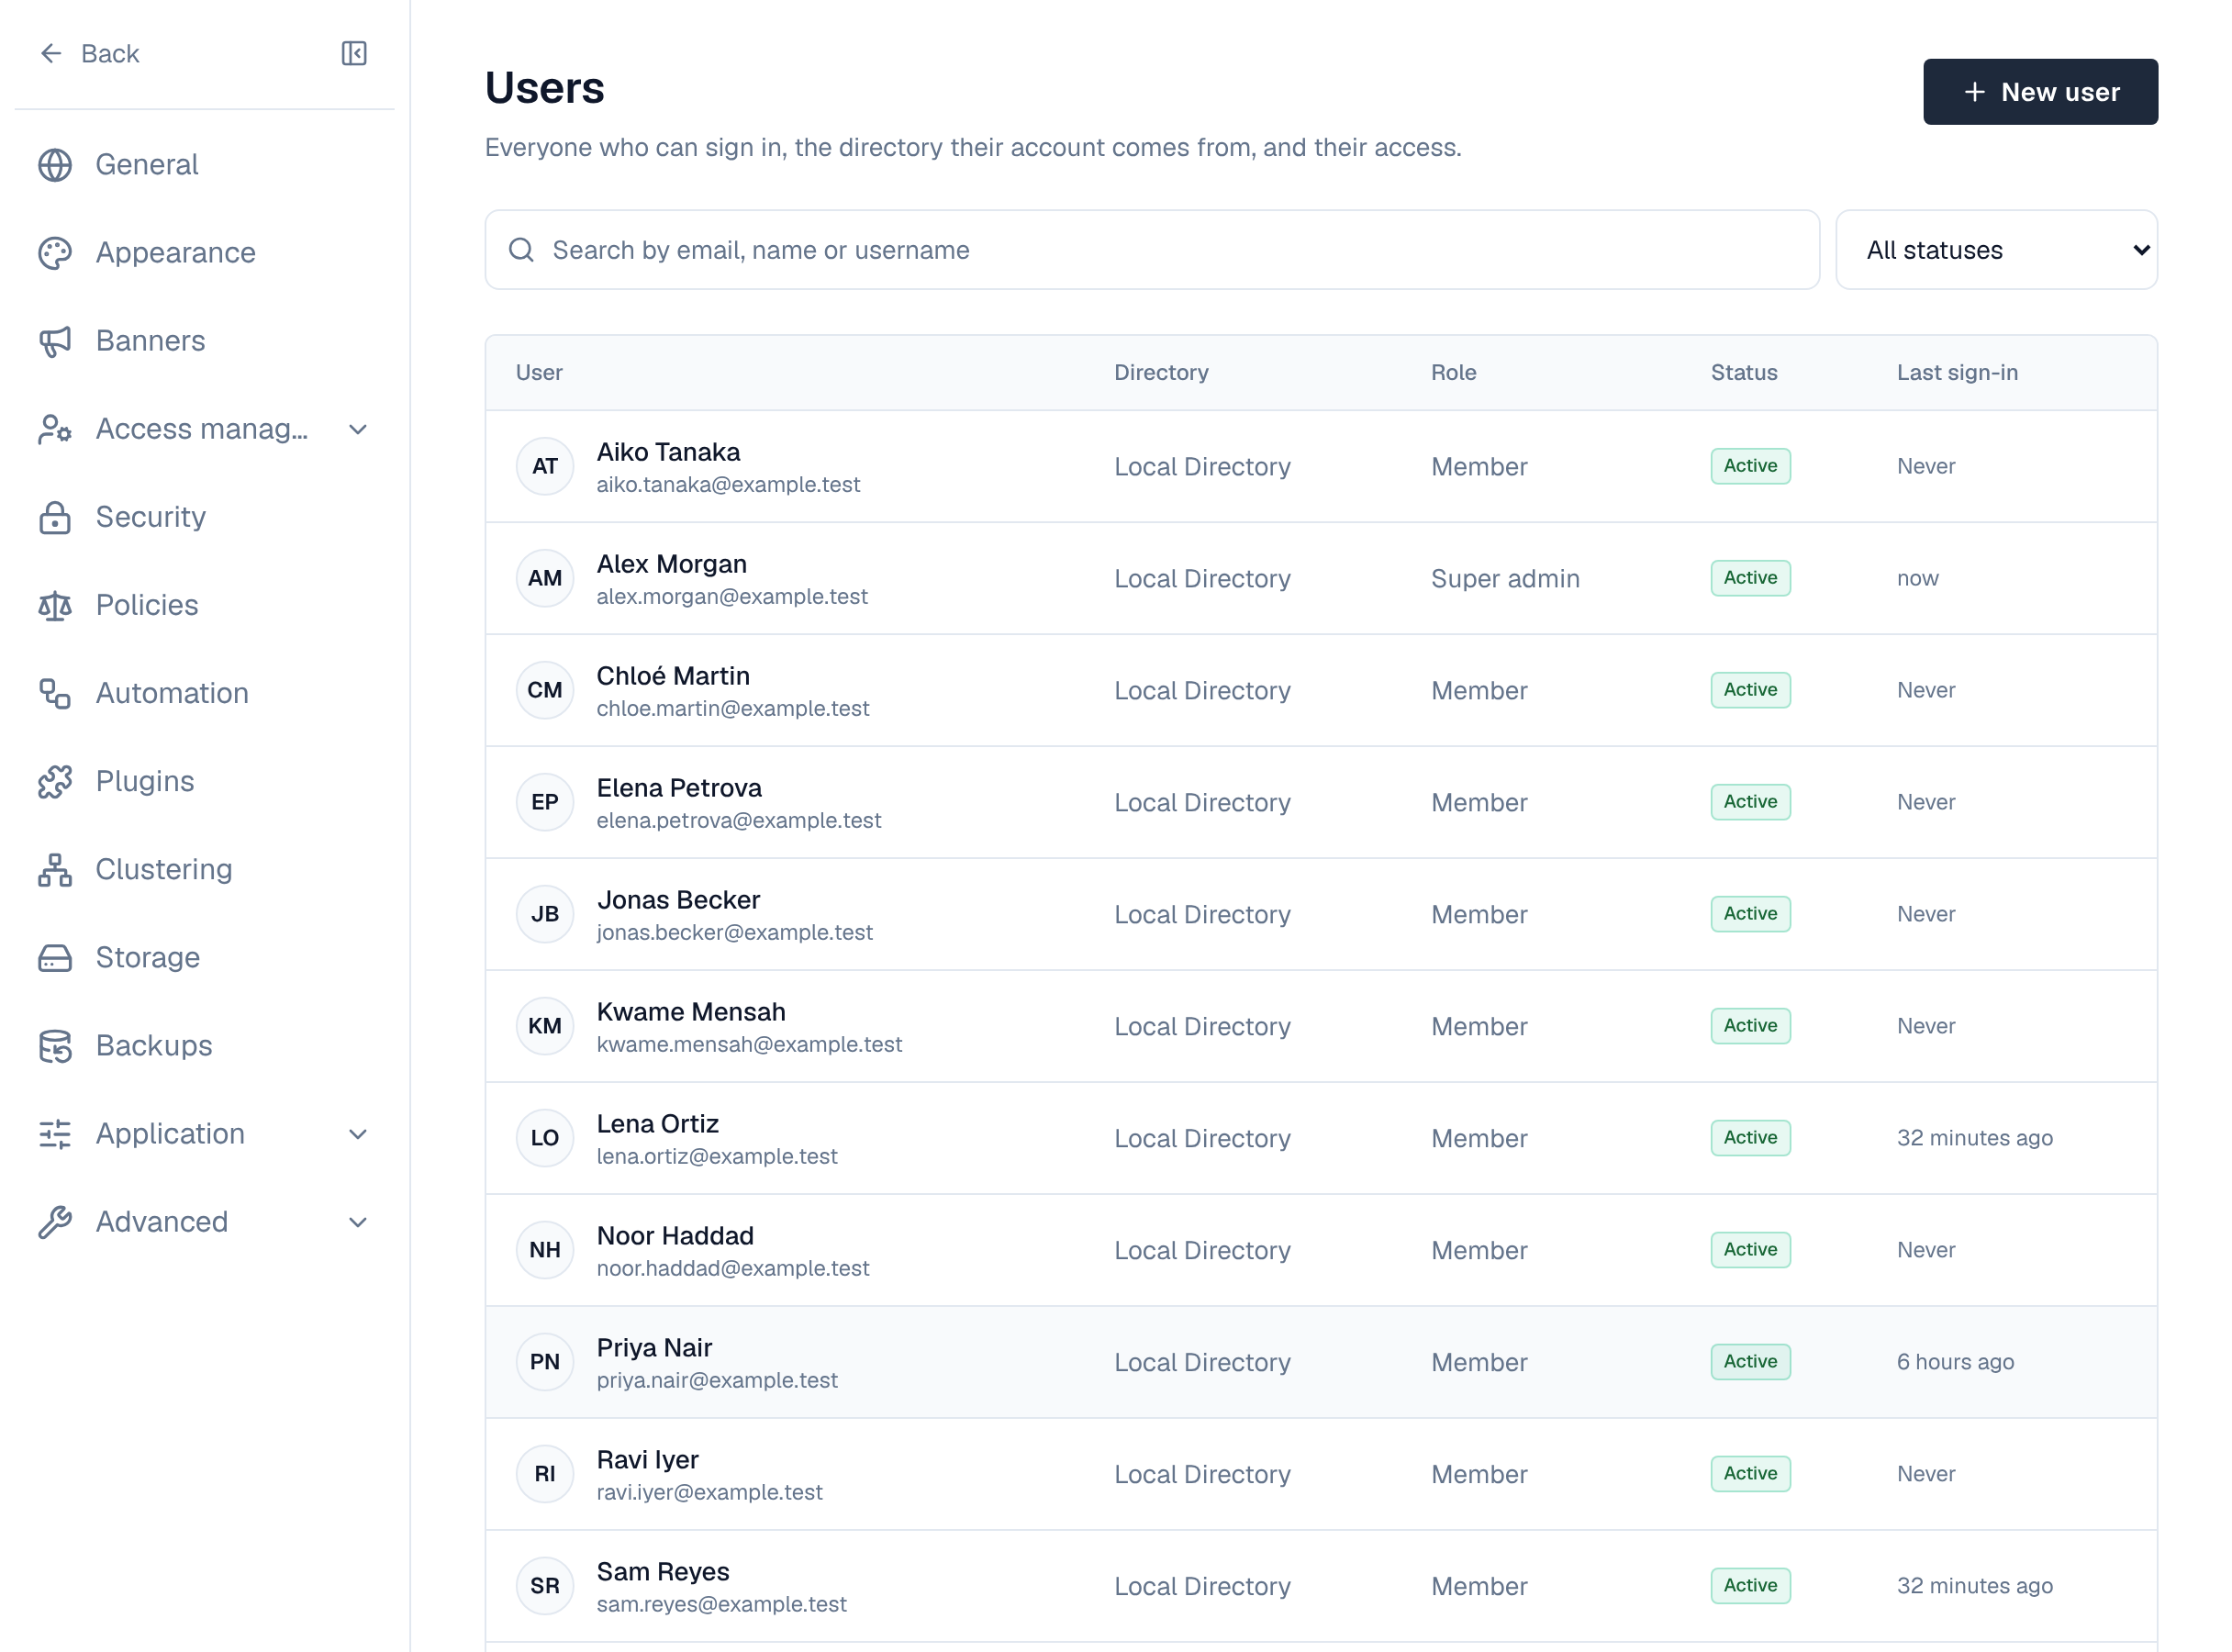 Back
General
Appearance
Banners
Access manag...
Security
Policies
Automation
Plugins
Clustering
Storage
Backups
Application
Advanced
Users
New user
Everyone who can sign in, the directory their account comes from, and their access.
Search by email, name or username
All statuses
User Directory Role Status Last sign-in
AT Aiko Tanaka
aiko.tanaka@example.test
Local Directory Member Active Never
AM Alex Morgan
alex.morgan@example.test
Local Directory Super admin Active now
CM Chloé Martin
chloe.martin@example.test
Local Directory Member Active Never
EP Elena Petrova
elena.petrova@example.test
Local Directory Member Active Never
JB Jonas Becker
jonas.becker@example.test
Local Directory Member Active Never
KM Kwame Mensah
kwame.mensah@example.test
Local Directory Member Active Never
LO Lena Ortiz
lena.ortiz@example.test
Local Directory Member Active 32 minutes ago
NH Noor Haddad
noor.haddad@example.test
Local Directory Member Active Never
PN Priya Nair
priya.nair@example.test
Local Directory Member Active 6 hours ago
RI Ravi Iyer
ravi.iyer@example.test
Local Directory Member Active Never
SR Sam Reyes
sam.reyes@example.test
Local Directory Member Active 32 minutes ago